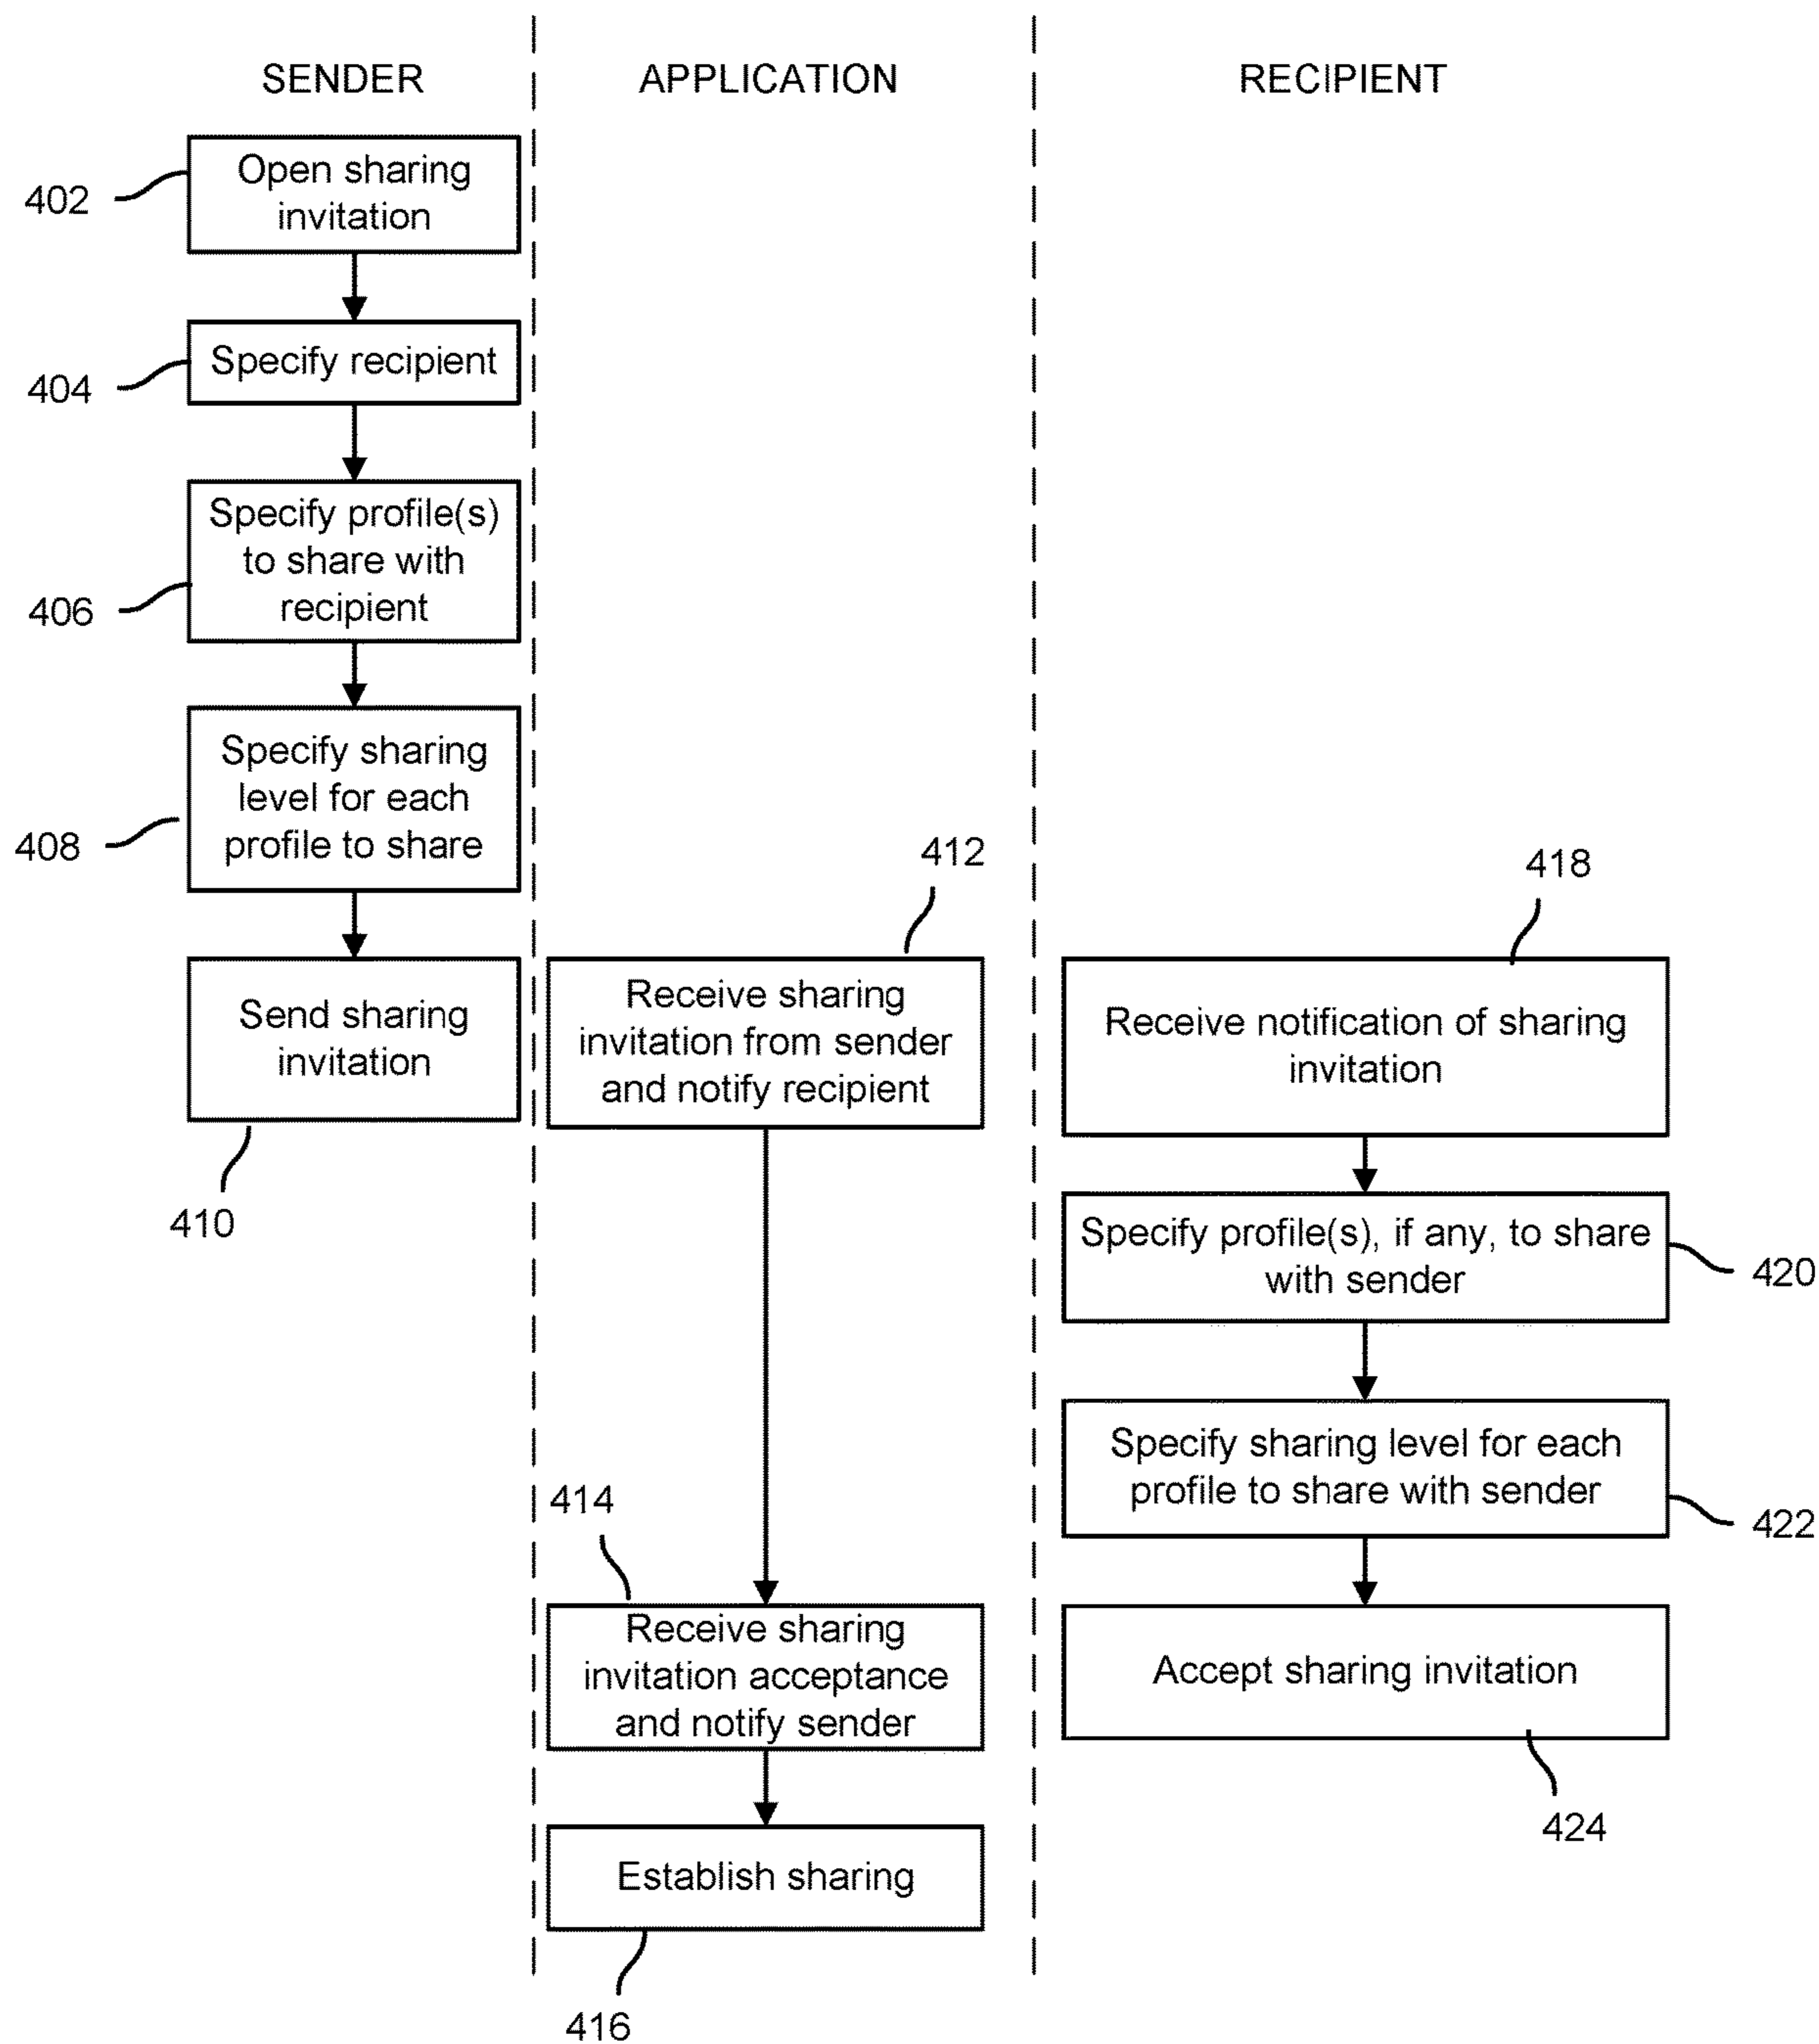 SENDER
APPLICATION
RECIPIENT
402
Open sharing
invitation
404
Specify recipient
406
Specify profile(s)
to share with
recipient
408
Specify sharing
level for each
profile to share
410
Send sharing
invitation
412
Receive sharing
invitation from sender
and notify recipient
414
Receive sharing
invitation acceptance
and notify sender
416
Establish sharing
418
Receive notification of sharing
invitation
420
Specify profile(s), if any, to share
with sender
422
Specify sharing level for each
profile to share with sender
424
Accept sharing invitation